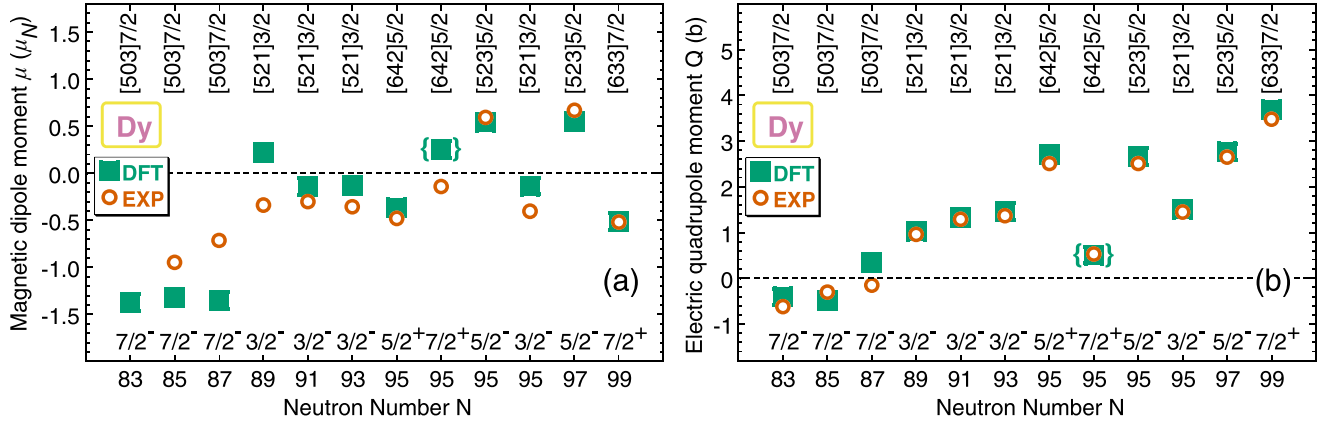 Magnetic dipole moment μ (μN)
1.5
1.0
0.5
0.0
-0.5
-1.0
-1.5
[503]7/2 [503]7/2 [503]7/2 [521]3/2 [521]3/2 [521]3/2 [642]5/2 [642]5/2 [523]5/2 [521]3/2 [523]5/2 [633]7/2
Dy
DFT
EXP
{ }
(a)
7/2- 7/2- 7/2- 3/2- 3/2- 3/2- 5/2+ 7/2+ 5/2- 3/2- 5/2- 7/2+
83 85 87 89 91 93 95 95 95 95 97 99
Neutron Number N
Electric quadrupole moment Q (b)
5
4
3
2
1
0
-1
[503]7/2 [503]7/2 [503]7/2 [521]3/2 [521]3/2 [521]3/2 [642]5/2 [642]5/2 [523]5/2 [521]3/2 [523]5/2 [633]7/2
Dy
DFT
EXP
{ }
(b)
7/2- 7/2- 7/2- 3/2- 3/2- 3/2- 5/2+ 7/2+ 5/2- 3/2- 5/2- 7/2+
83 85 87 89 91 93 95 95 95 95 97 99
Neutron Number N